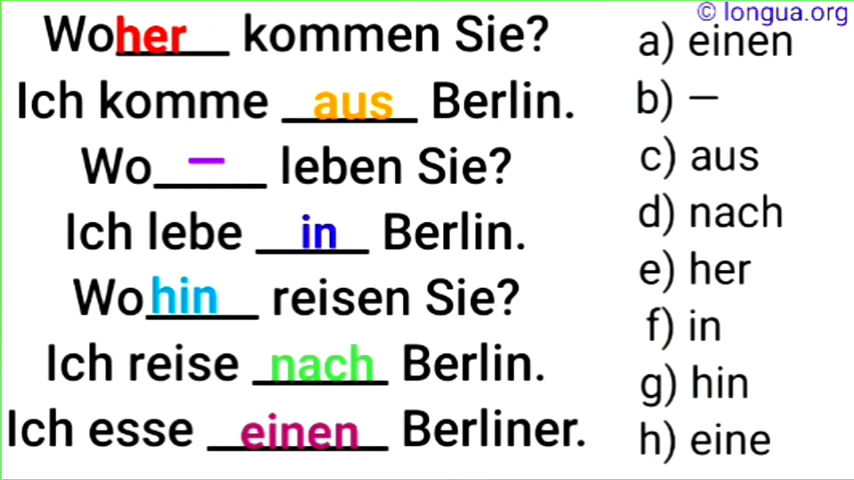 Woher kommen Sie?
Ich komme aus Berlin.
Wo – leben Sie?
Ich lebe in Berlin.
Wohin reisen Sie?
Ich reise nach Berlin.
Ich esse einen Berliner.
© longua.org
a) einen
b) –
c) aus
d) nach
e) her
f) in
g) hin
h) eine